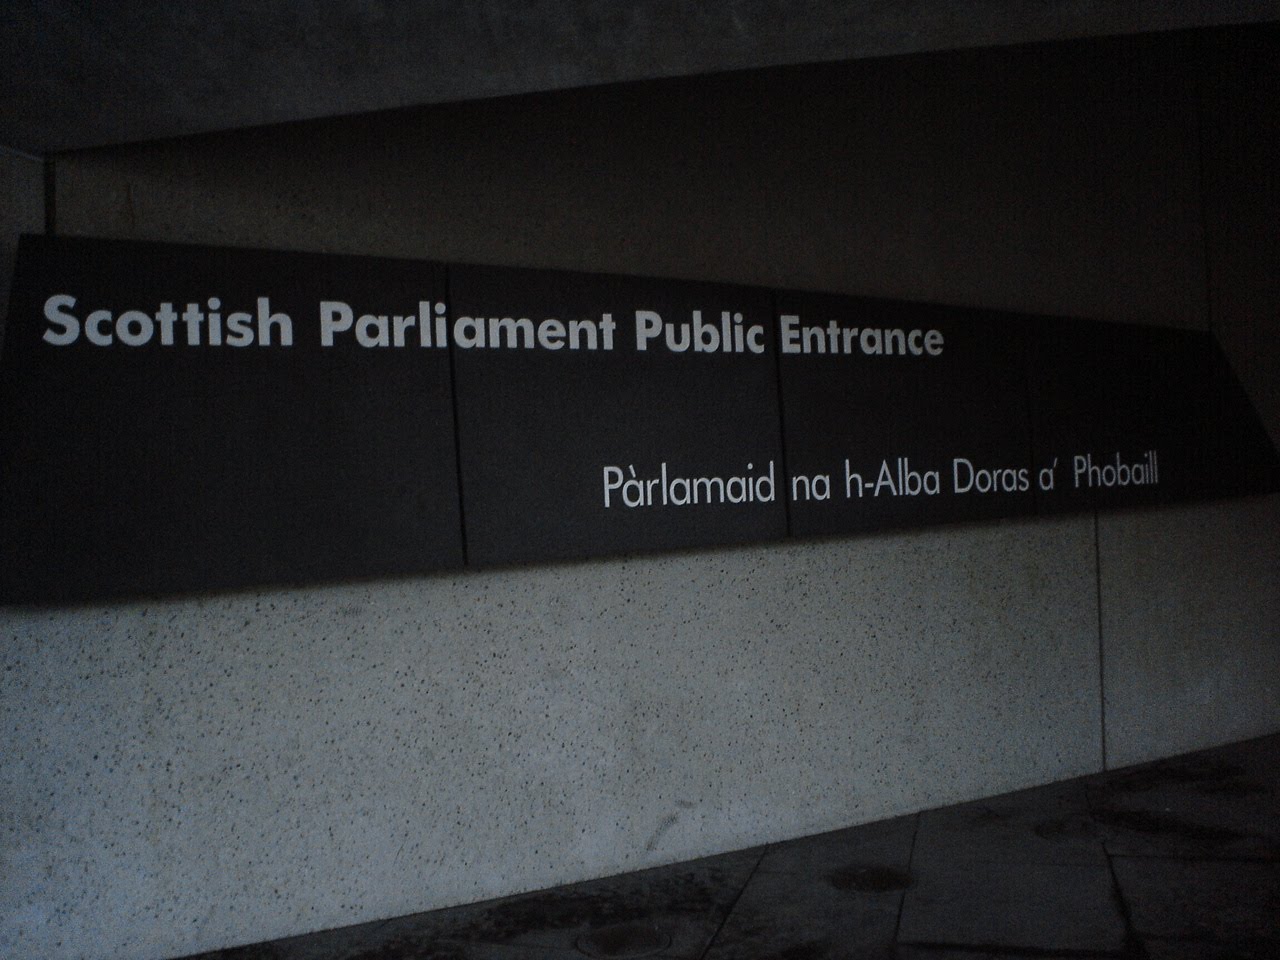 Scottish Parliament Public Entrance
Pàrlamaid na h-Alba Doras a' Phobaill